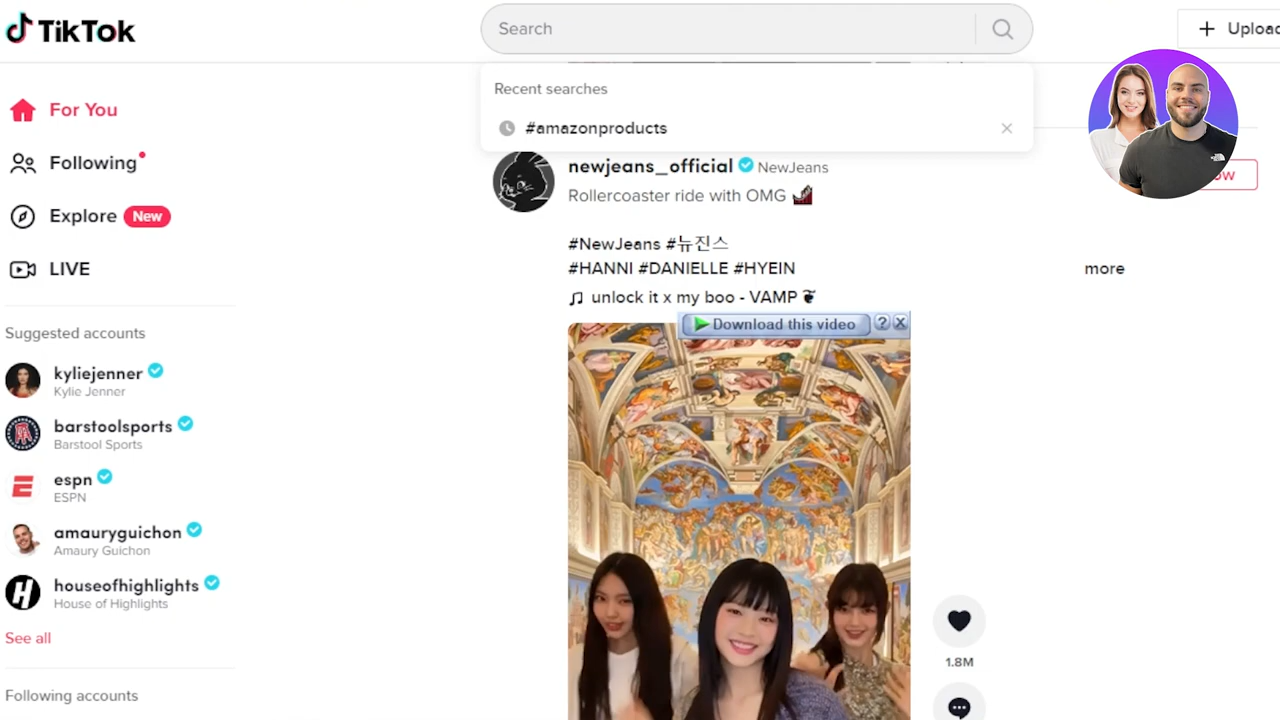 TikTok
Search
+ Upload
Recent searches
#amazonproducts
For You
Following
Explore New
LIVE
Suggested accounts
kyliejenner
Kylie Jenner
barstoolsports
Barstool Sports
espn
ESPN
amauryguichon
Amaury Guichon
houseofhighlights
House of Highlights
See all
Following accounts
newjeans_official NewJeans
Rollercoaster ride with OMG 🎢
#NewJeans #뉴진스
#HANNI #DANIELLE #HYEIN
more
unlock it x my boo - VAMP ❦
Download this video ? X
1.8M